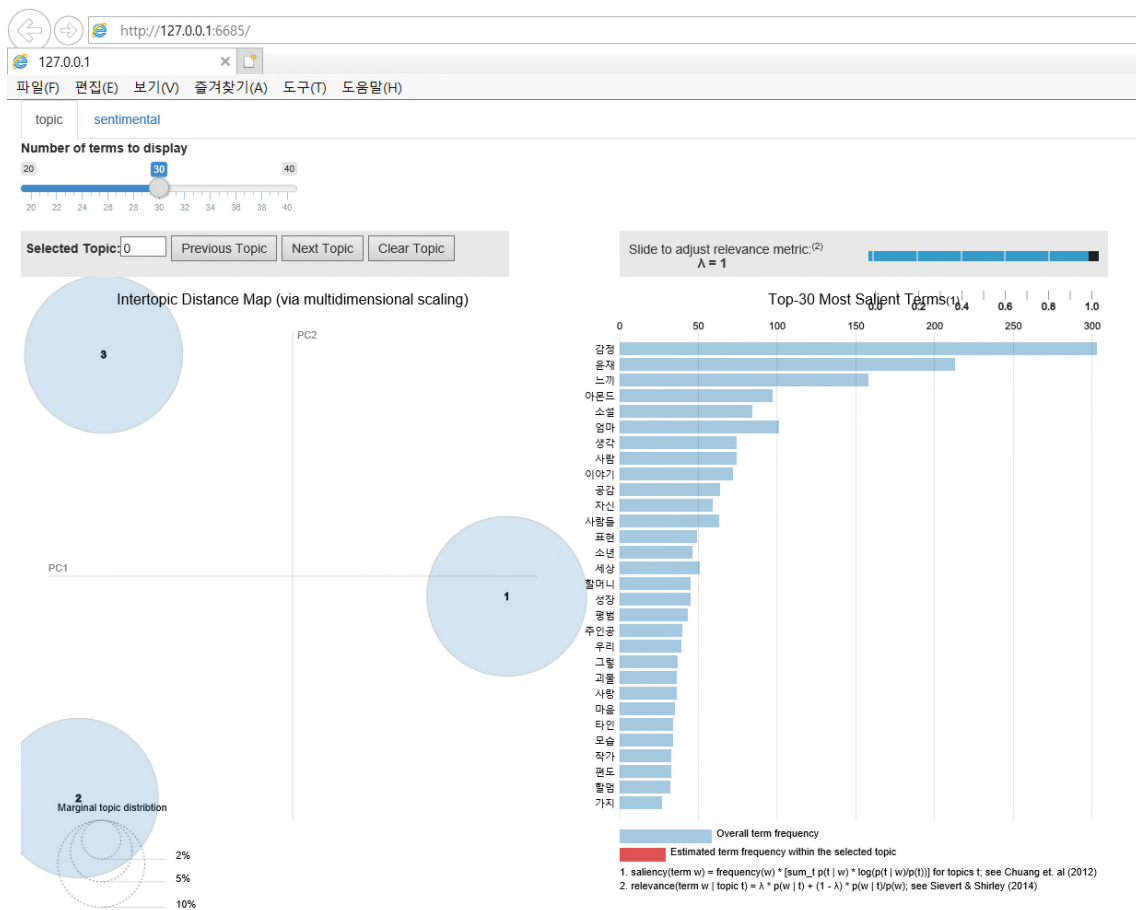 http://127.0.0.1:6685/
127.0.0.1
파일(F) 편집(E) 보기(V) 즐겨찾기(A) 도구(T) 도움말(H)
topic sentimental
Number of terms to display
20 30 40
20 22 24 26 28 30 32 34 36 38 40
Selected Topic: 0 Previous Topic Next Topic Clear Topic
Slide to adjust relevance metric:(2)
λ = 1
0.0 0.2 0.4 0.6 0.8 1.0
Intertopic Distance Map (via multidimensional scaling)
PC2
PC1
3
1
2
Marginal topic distribtion
2%
5%
10%
Top-30 Most Salient Terms(1)
0 50 100 150 200 250 300
감정
윤재
느끼
아몬드
소설
엄마
생각
사람
이야기
공감
자신
사람들
표현
소년
세상
할머니
성장
평범
주인공
우리
그렇
괴물
사랑
마음
타인
모습
작가
편도
할멈
가지
Overall term frequency
Estimated term frequency within the selected topic
1. saliency(term w) = frequency(w) * [sum_t p(t | w) * log(p(t | w)/p(t))] for topics t; see Chuang et. al (2012)
2. relevance(term w | topic t) = λ * p(w | t) + (1 - λ) * p(w | t)/p(w); see Sievert & Shirley (2014)